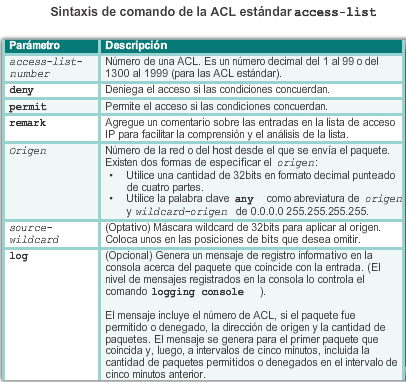 Sintaxis de comando de la ACL estándar access-list
Parámetro Descripción
access-list-number Número de una ACL. Es un número decimal del 1 al 99 o del
1300 al 1999 (para las ACL estándar).
deny Deniega el acceso si las condiciones concuerdan.
permit Permite el acceso si las condiciones concuerdan.
remark Agregue un comentario sobre las entradas en la lista de acceso
IP para facilitar la comprensión y el análisis de la lista.
origen Número de la red o del host desde el que se envía el paquete.
Existen dos formas de especificar el origen:
• Utilice una cantidad de 32bits en formato decimal punteado
de cuatro partes.
• Utilice la palabra clave any como abreviatura de origen
y wildcard-origen de 0.0.0.0 255.255.255.255.
source-wildcard (Optativo) Máscara wildcard de 32bits para aplicar al origen.
Coloca unos en las posiciones de bits que desea omitir.
log (Opcional) Genera un mensaje de registro informativo en la
consola acerca del paquete que coincide con la entrada. (El
nivel de mensajes registrados en la consola lo controla el
comando logging console ).
El mensaje incluye el número de ACL, si el paquete fue
permitido o denegado, la dirección de origen y la cantidad de
paquetes. El mensaje se genera para el primer paquete que
coincida y, luego, a intervalos de cinco minutos, incluida la
cantidad de paquetes permitidos o denegados en el intervalo de
cinco minutos anterior.